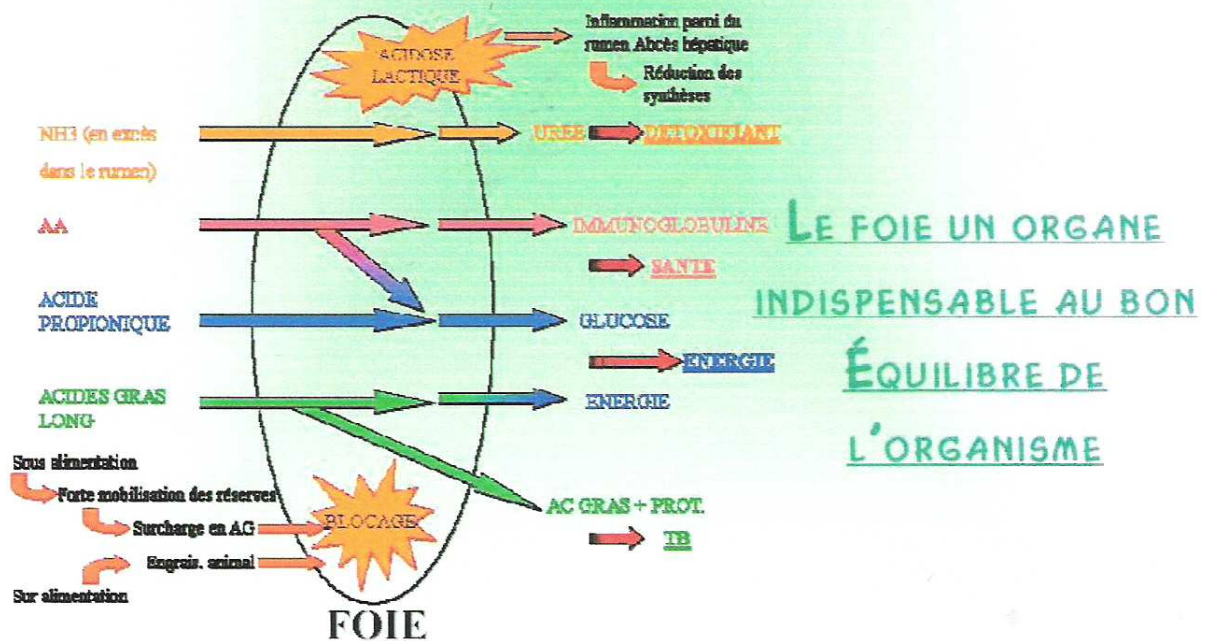 Inflammation paroi du
rumen Abcès hépatique
Réduction des
synthèses
ACIDOSE
LACTIQUE
NH3 (en excès
dans le rumen)
UREE
DETOXIFIANT
AA
IMMUNOGLOBULINE
SANTE
ACIDE
PROPIONIQUE
GLUCOSE
ENERGIE
ACIDES GRAS
LONG
ENERGIE
Sous alimentation
Forte mobilisation des réserves
Surcharge en AG
Engrais. animal
Sur alimentation
BLOCAGE
AC GRAS + PROT.
TB
FOIE
LE FOIE UN ORGANE
INDISPENSABLE AU BON
ÉQUILIBRE DE
L'ORGANISME